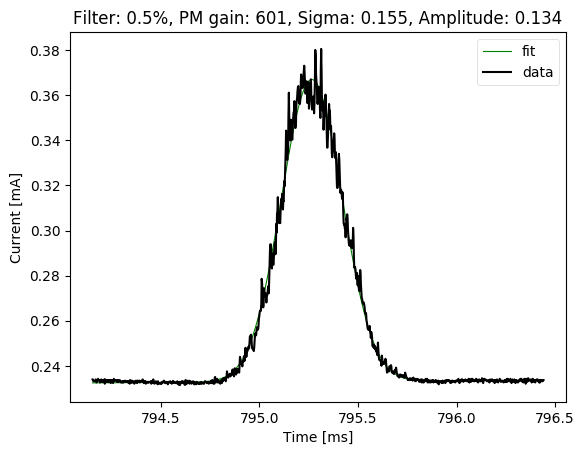 Filter: 0.5%, PM gain: 601, Sigma: 0.155, Amplitude: 0.134
fit
data
0.38
0.36
0.34
0.32
0.30
0.28
0.26
0.24
Current [mA]
794.5 795.0 795.5 796.0 796.5
Time [ms]